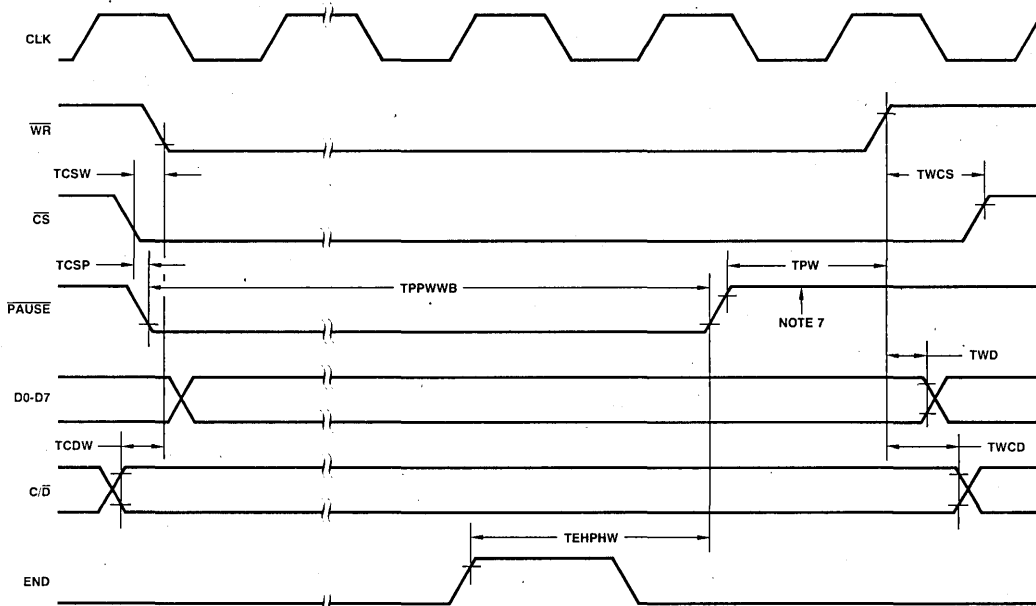 CLK
WR
TCSW
TWCS
CS
TCSP
TPW
TPPWWB
PAUSE
NOTE 7
TWD
D0-D7
TCDW
TWCD
C/D
TEHPHW
END